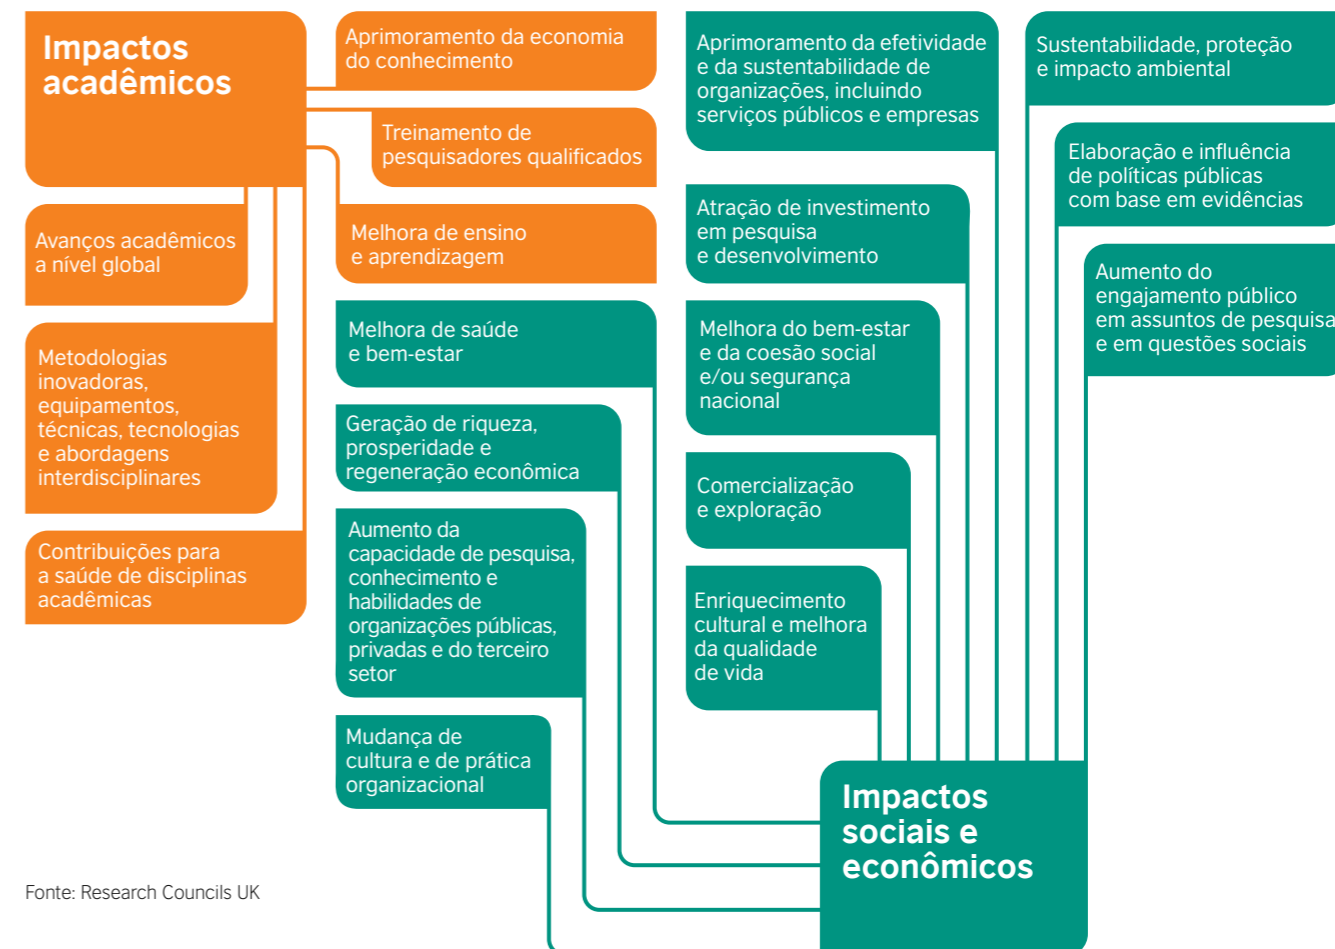 Impactos
acadêmicos
Aprimoramento da economia
do conhecimento
Treinamento de
pesquisadores qualificados
Melhora de ensino
e aprendizagem
Avanços acadêmicos
a nível global
Metodologias
inovadoras,
equipamentos,
técnicas, tecnologias
e abordagens
interdisciplinares
Contribuições para
a saúde de disciplinas
acadêmicas
Melhora de saúde
e bem-estar
Geração de riqueza,
prosperidade e
regeneração econômica
Aumento da
capacidade de pesquisa,
conhecimento e
habilidades de
organizações públicas,
privadas e do terceiro
setor
Mudança de
cultura e de prática
organizacional
Aprimoramento da efetividade
e da sustentabilidade de
organizações, incluindo
serviços públicos e empresas
Atração de investimento
em pesquisa
e desenvolvimento
Melhora do bem-estar
e da coesão social
e/ou segurança
nacional
Comercialização
e exploração
Enriquecimento
cultural e melhora
da qualidade
de vida
Sustentabilidade, proteção
e impacto ambiental
Elaboração e influência
de políticas públicas
com base em evidências
Aumento do
engajamento público
em assuntos de pesquisa
e em questões sociais
Impactos
sociais e
econômicos
Fonte: Research Councils UK